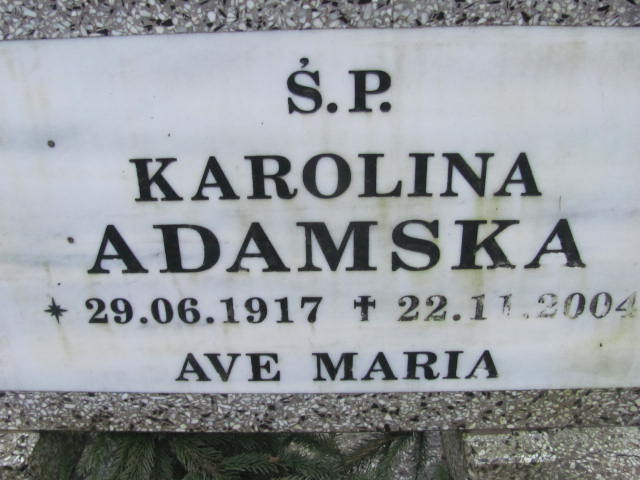 Ś.P.
KAROLINA
ADAMSKA
* 29.06.1917 ✝ 22.11.2004
AVE MARIA